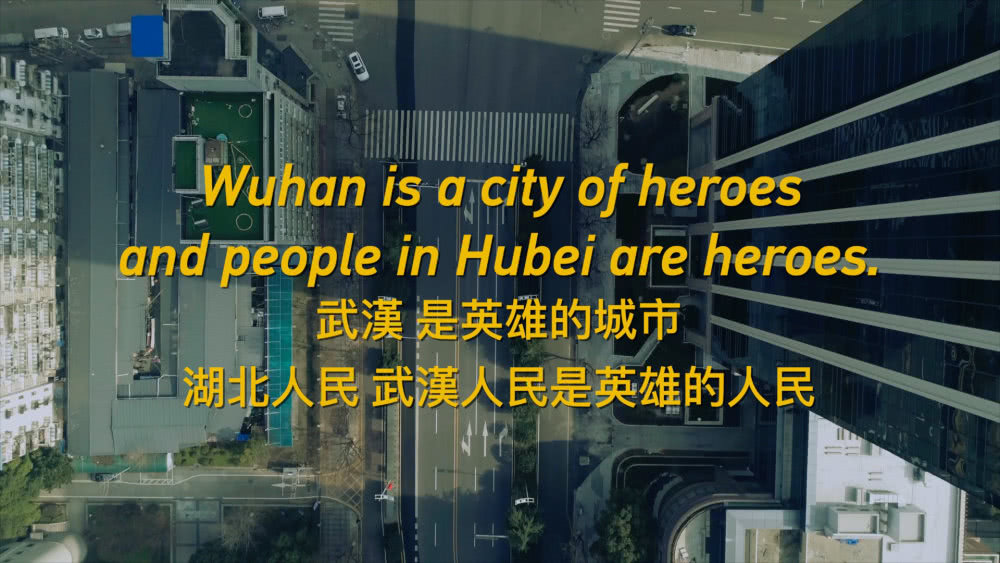 Wuhan is a city of heroes
and people in Hubei are heroes.
武漢 是英雄的城市
湖北人民 武漢人民是英雄的人民